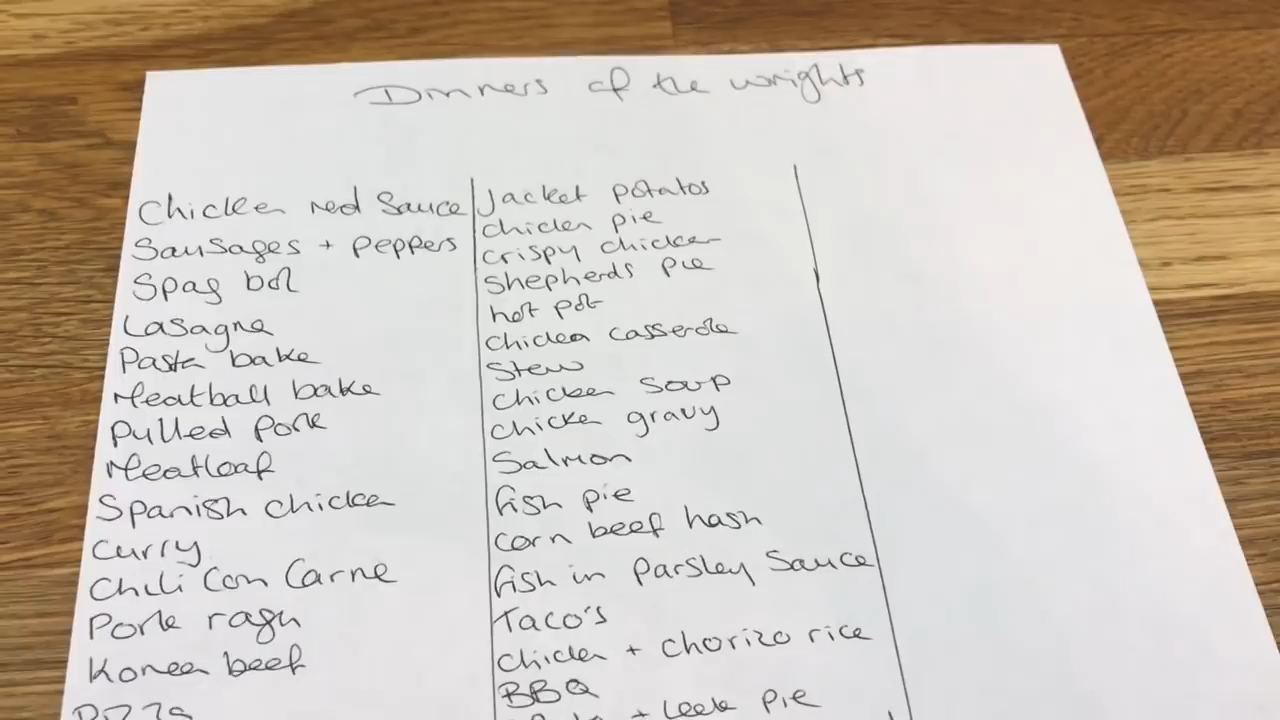 Dinners of the Wrights
Chicken red Sauce
Sausages + peppers
Spag bol
Lasagne
Pasta bake
Meatball bake
Pulled Pork
Meatloaf
Spanish chicken
Curry
Chili Con Carne
Pork ragu
Korean beef
Jacket potatos
chicken pie
crispy chicken
Shepherds pie
hot pot
chicken casserole
Stew
chicken soup
chicken gravy
Salmon
fish pie
corn beef hash
fish in Parsley Sauce
Taco's
chicken + chorizo rice
BBQ
+ Leek pie